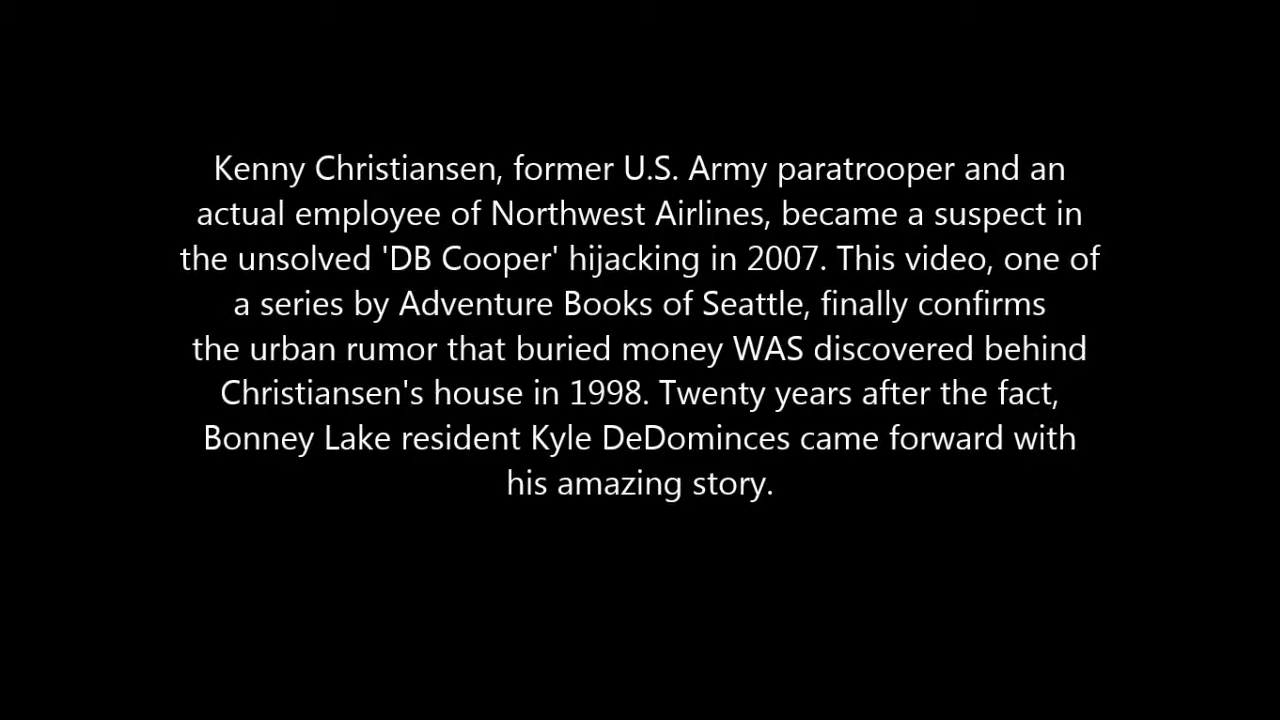 Kenny Christiansen, former U.S. Army paratrooper and an
actual employee of Northwest Airlines, became a suspect in
the unsolved 'DB Cooper' hijacking in 2007. This video, one of
a series by Adventure Books of Seattle, finally confirms
the urban rumor that buried money WAS discovered behind
Christiansen's house in 1998. Twenty years after the fact,
Bonney Lake resident Kyle DeDominces came forward with
his amazing story.